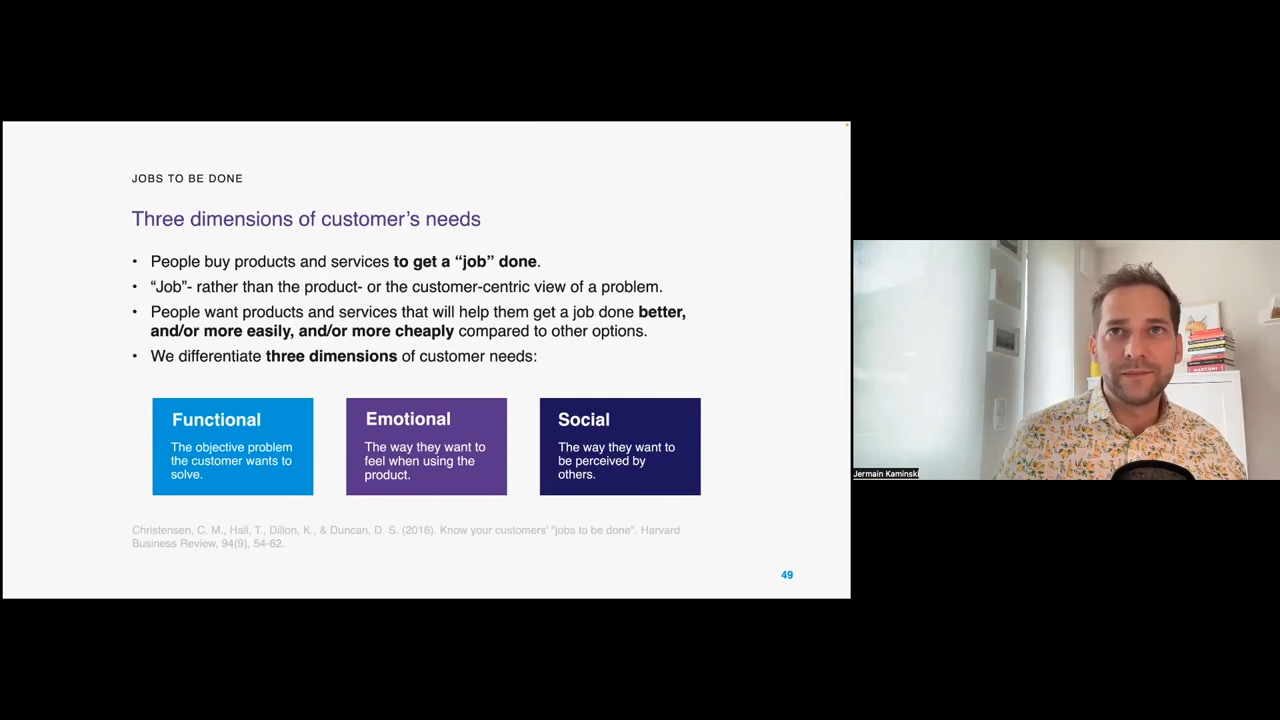 JOBS TO BE DONE
Three dimensions of customer’s needs
• People buy products and services to get a “job” done.
• “Job”- rather than the product- or the customer-centric view of a problem.
• People want products and services that will help them get a job done better,
and/or more easily, and/or more cheaply compared to other options.
• We differentiate three dimensions of customer needs:
Functional
The objective problem
the customer wants to
solve.
Emotional
The way they want to
feel when using the
product.
Social
The way they want to
be perceived by
others.
Christensen, C. M., Hall, T., Dillon, K., & Duncan, D. S. (2016). Know your customers' "jobs to be done". Harvard
Business Review, 94(9), 54-62.
49
MARCONI
Jermain Kaminski